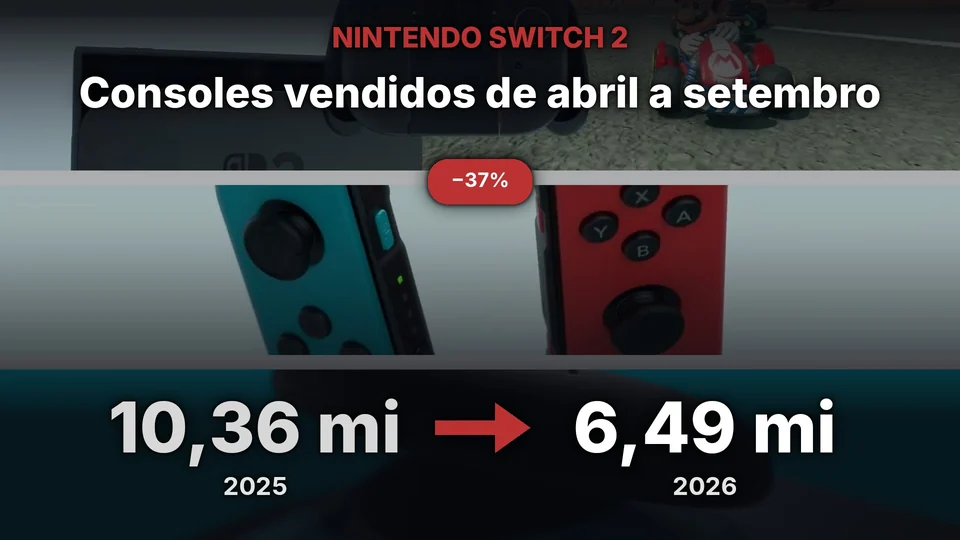 NINTENDO SWITCH 2
Consoles vendidos de abril a setembro
−37%
X
Y
A
B
10,36 mi
6,49 mi
2025
2026